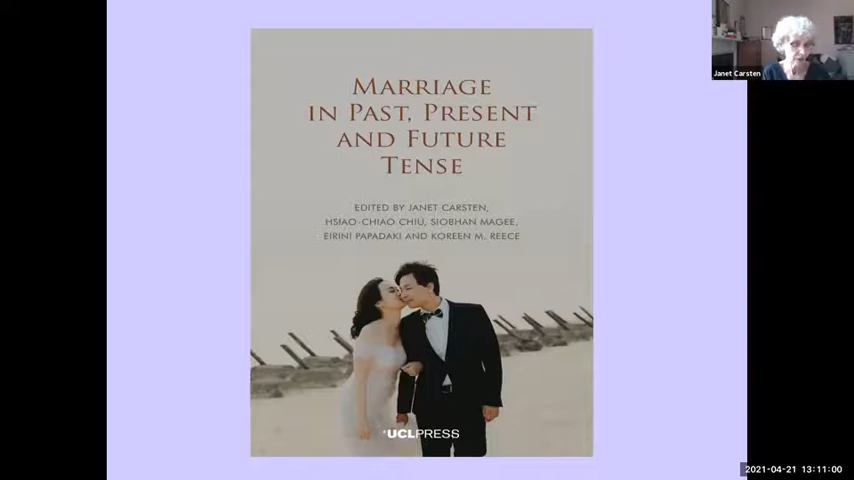 MARRIAGE
IN PAST, PRESENT
AND FUTURE
TENSE
EDITED BY JANET CARSTEN,
HSIAO-CHIAO CHIU, SIOBHAN MAGEE,
EIRINI PAPADAKI AND KOREEN M. REECE
UCLPRESS
Janet Carsten
2021-04-21 13:11:00